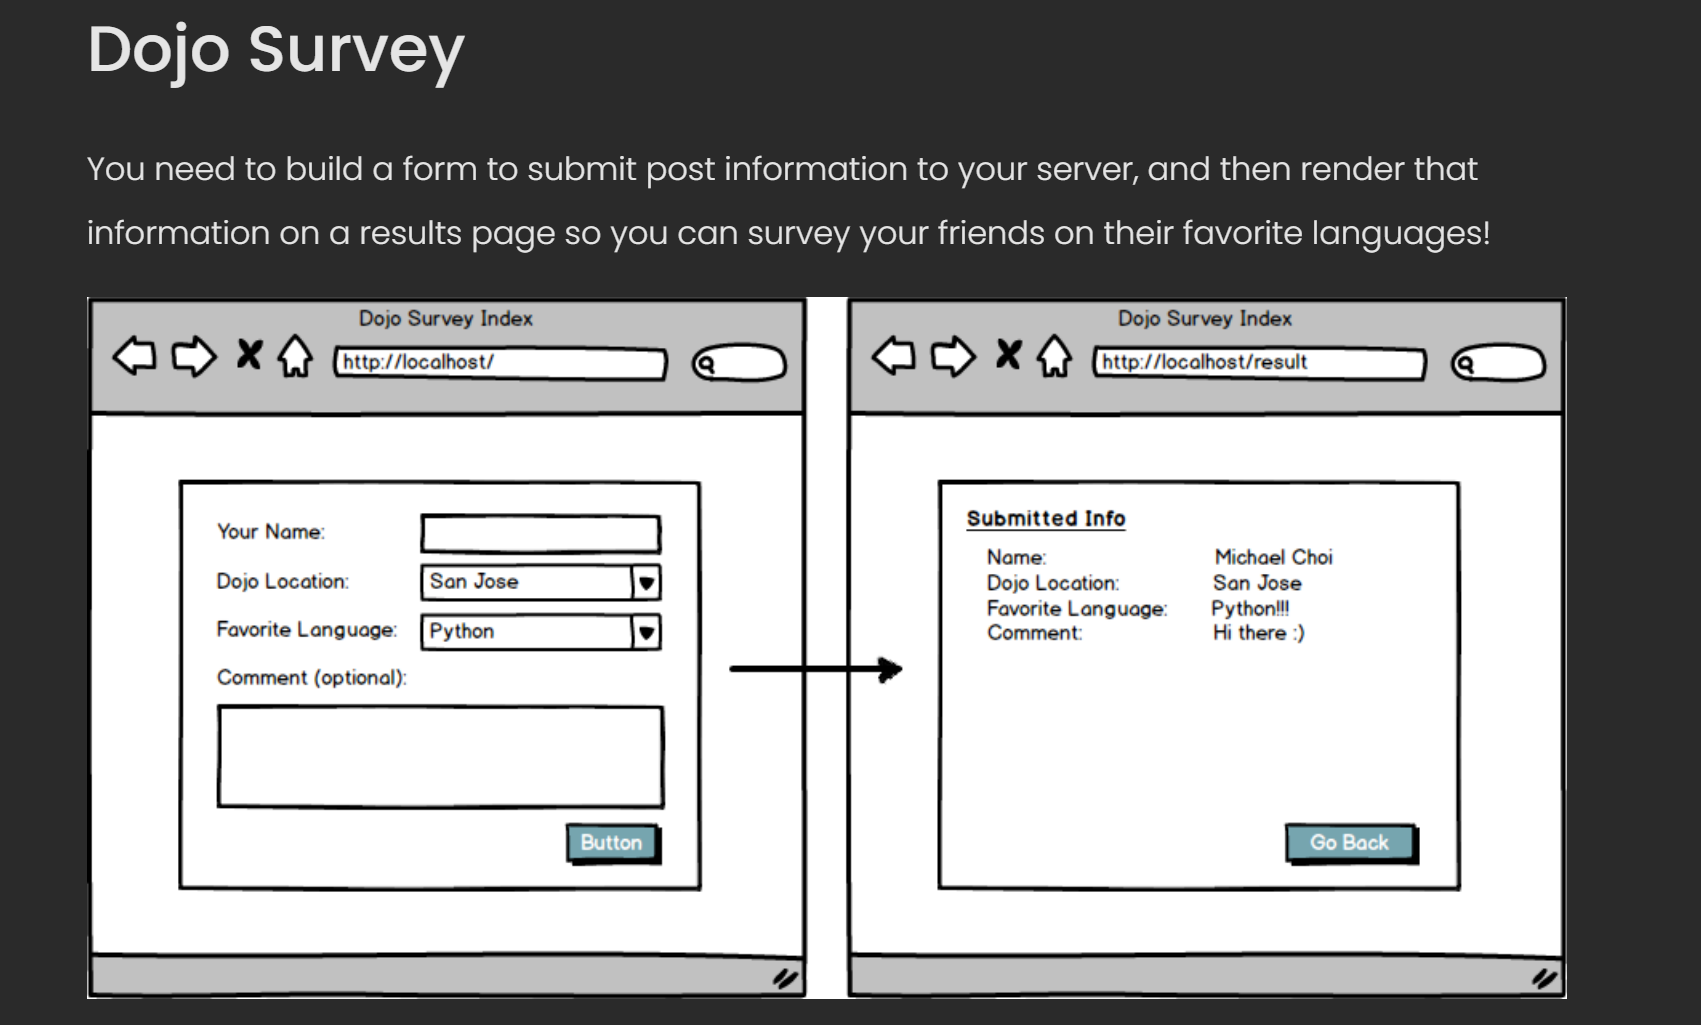 Dojo Survey
You need to build a form to submit post information to your server, and then render that
information on a results page so you can survey your friends on their favorite languages!
Dojo Survey Index
http://localhost/
Your Name:
Dojo Location: San Jose
Favorite Language: Python
Comment (optional):
Button
Dojo Survey Index
http://localhost/result
Submitted Info
Name: Michael Choi
Dojo Location: San Jose
Favorite Language: Python!!!
Comment: Hi there :)
Go Back